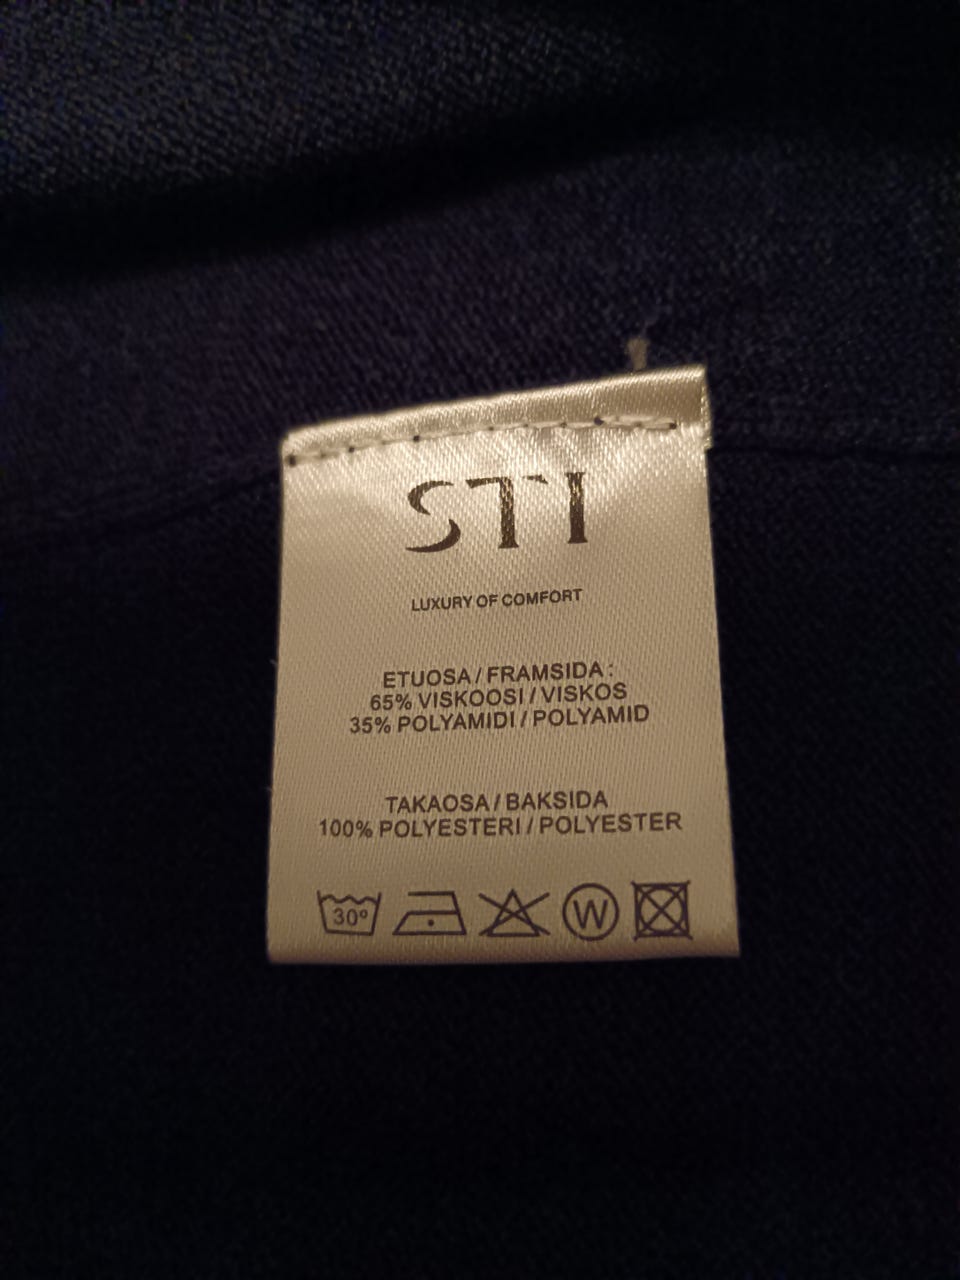 STI
LUXURY OF COMFORT
ETUOSA / FRAMSIDA :
65% VISKOOSI / VISKOS
35% POLYAMIDI / POLYAMID
TAKAOSA / BAKSIDA
100% POLYESTERI / POLYESTER
30° W